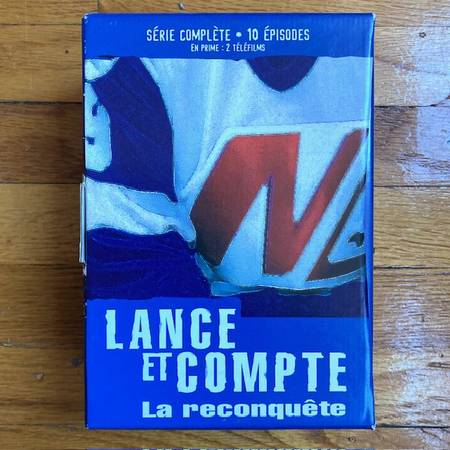 SÉRIE COMPLÈTE • 10 ÉPISODES
EN PRIME : 2 TÉLÉFILMS
LANCE
ET COMPTE
La reconquête